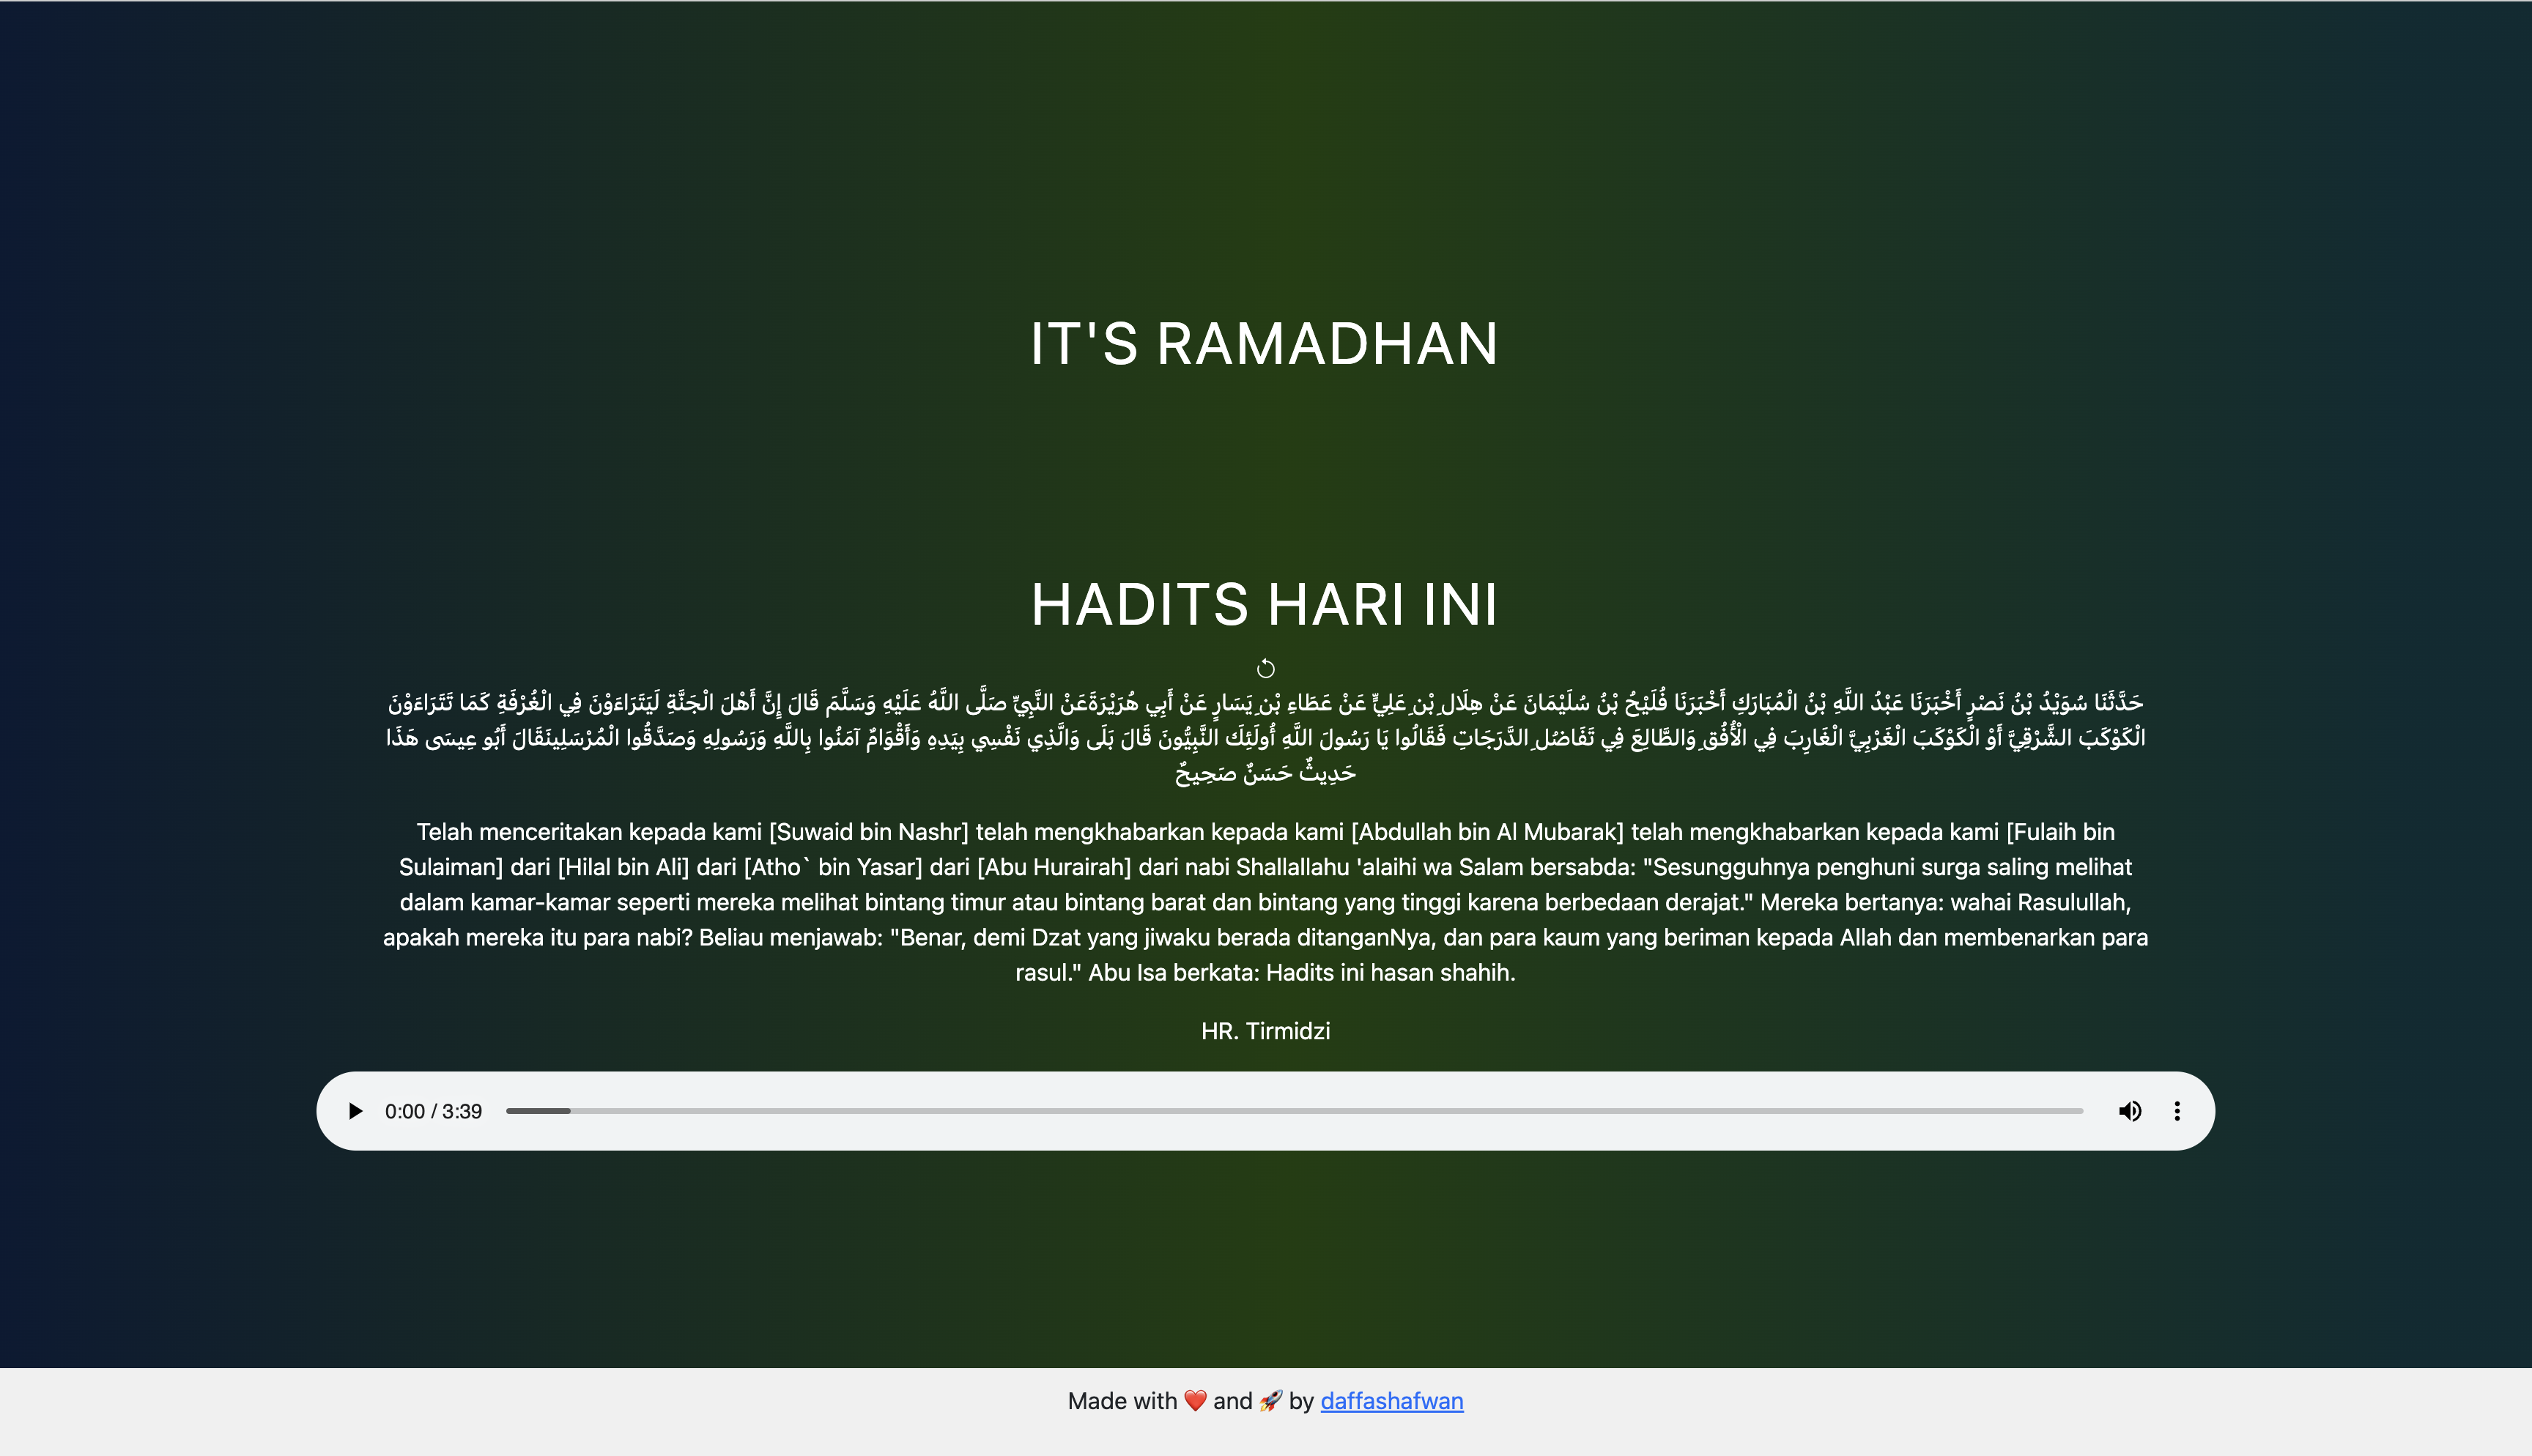 IT'S RAMADHAN
HADITS HARI INI
حَدَّثَنَا سُوَيْدُ بْنُ نَصْرٍ أَخْبَرَنَا عَبْدُ اللَّهِ بْنُ الْمُبَارَكِ أَخْبَرَنَا فُلَيْحُ بْنُ سُلَيْمَانَ عَنْ هِلَالِ بْنِ عَلِيٍّ عَنْ عَطَاءِ بْنِ يَسَارٍ عَنْ أَبِي هُرَيْرَةَعَنْ النَّبِيِّ صَلَّى اللَّهُ عَلَيْهِ وَسَلَّمَ قَالَ إِنَّ أَهْلَ الْجَنَّةِ لَيَتَرَاءَوْنَ فِي الْغُرْفَةِ كَمَا تَتَرَاءَوْنَ
الْكَوْكَبَ الشَّرْقِيَّ أَوْ الْكَوْكَبَ الْغَرْبِيَّ الْغَارِبَ فِي الْأُفُقِ وَالطَّالِعَ فِي تَفَاضُلِ الدَّرَجَاتِ فَقَالُوا يَا رَسُولَ اللَّهِ أُولَئِكَ النَّبِيُّونَ قَالَ بَلَى وَالَّذِي نَفْسِي بِيَدِهِ وَأَقْوَامٌ آمَنُوا بِاللَّهِ وَرَسُولِهِ وَصَدَّقُوا الْمُرْسَلِينَقَالَ أَبُو عِيسَى هَذَا
حَدِيثٌ حَسَنٌ صَحِيحٌ
Telah menceritakan kepada kami [Suwaid bin Nashr] telah mengkhabarkan kepada kami [Abdullah bin Al Mubarak] telah mengkhabarkan kepada kami [Fulaih bin
Sulaiman] dari [Hilal bin Ali] dari [Atho` bin Yasar] dari [Abu Hurairah] dari nabi Shallallahu 'alaihi wa Salam bersabda: "Sesungguhnya penghuni surga saling melihat
dalam kamar-kamar seperti mereka melihat bintang timur atau bintang barat dan bintang yang tinggi karena berbedaan derajat." Mereka bertanya: wahai Rasulullah,
apakah mereka itu para nabi? Beliau menjawab: "Benar, demi Dzat yang jiwaku berada ditanganNya, dan para kaum yang beriman kepada Allah dan membenarkan para
rasul." Abu Isa berkata: Hadits ini hasan shahih.
HR. Tirmidzi
0:00 / 3:39
Made with ❤️ and 🚀 by daffashafwan